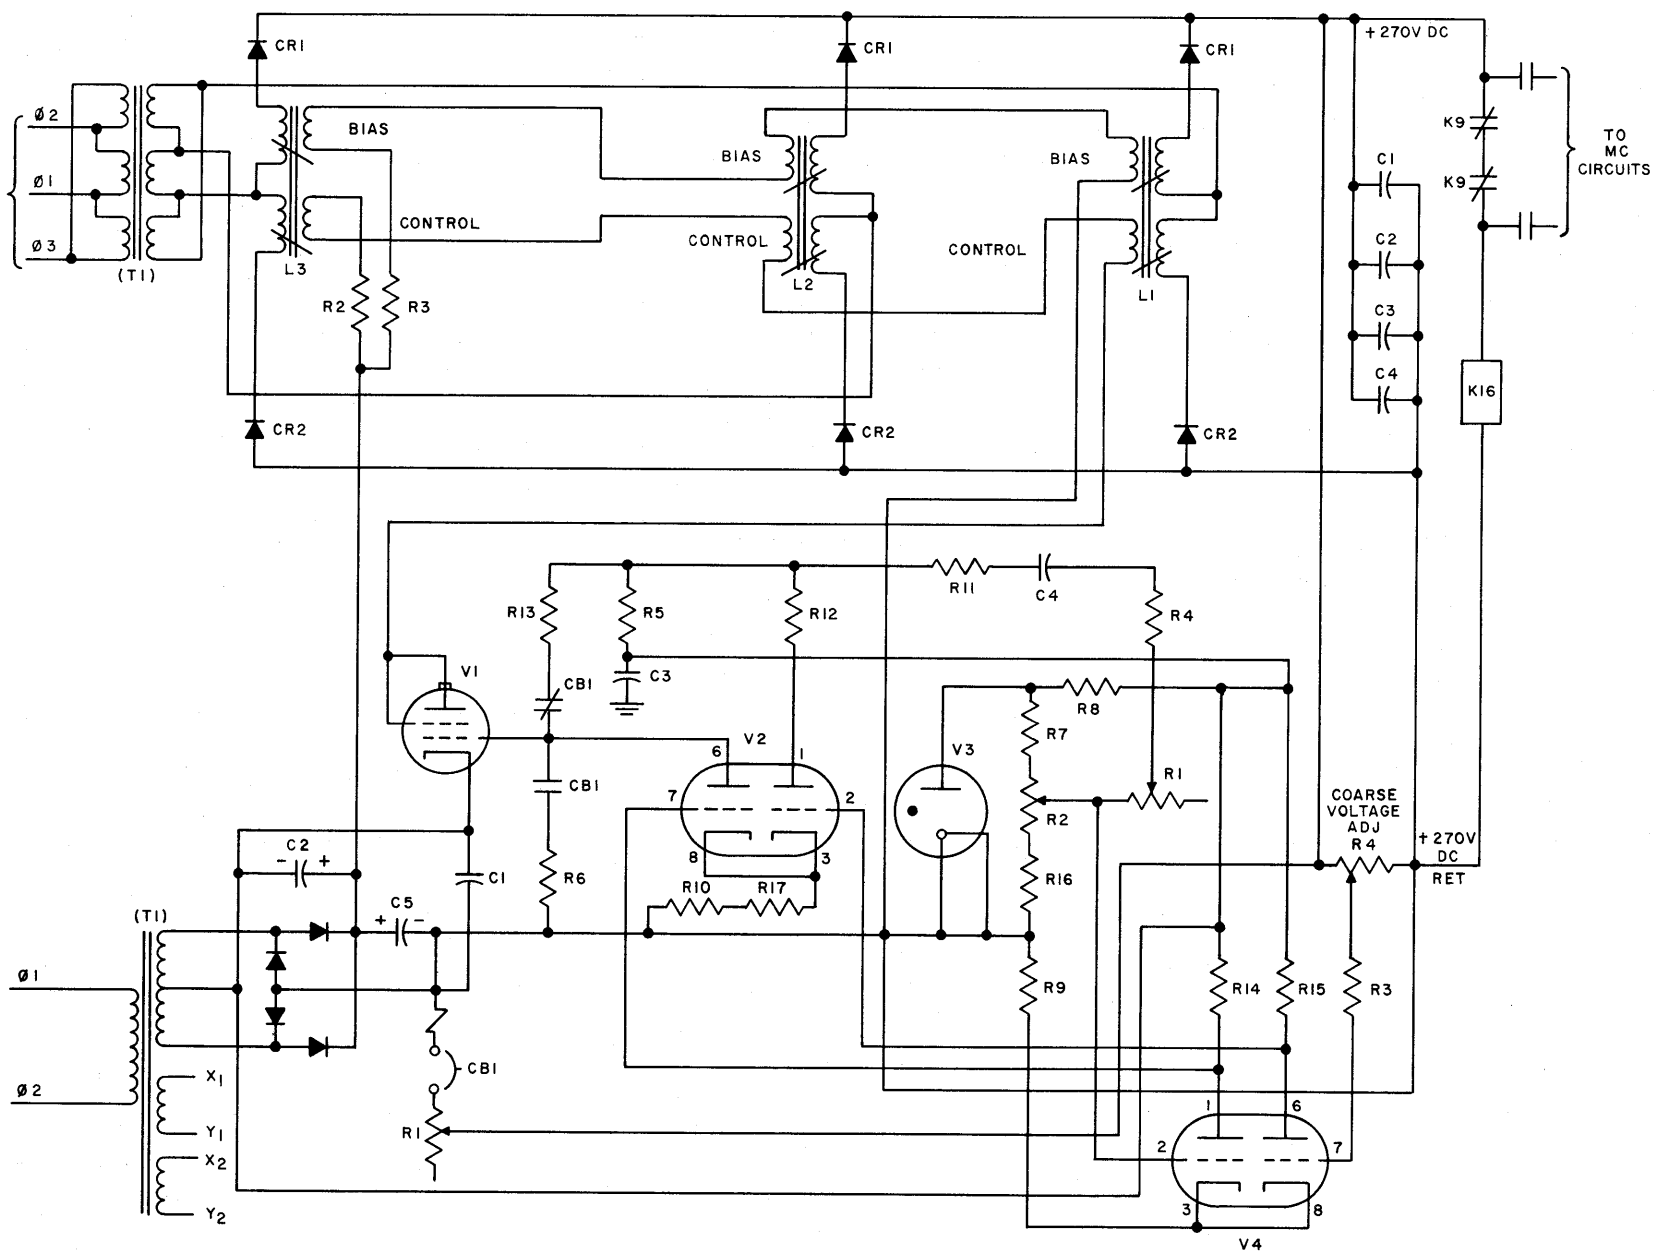 +270V DC
CR1
CR1
CR1
Ø2
BIAS
K9
TO
MC
CIRCUITS
BIAS
BIAS
C1
K9
Ø1
CONTROL
C2
Ø3
CONTROL
CONTROL
(T1)
L3
L2
L1
R2
R3
C3
C4
K16
CR2
CR2
CR2
R11
C4
R13
R5
R12
R4
V1
CB1
C3
R8
6
V2
1
V3
R7
CB1
R1
7
2
R2
COARSE
VOLTAGE
ADJ
R4
+270V
DC
RET
C2
- +
8
3
C1
R6
R10
R17
R16
(T1)
C5
+ -
Ø1
R9
R14
R15
R3
CB1
X1
Ø2
Y1
R1
1
6
2
7
X2
Y2
3
8
V4